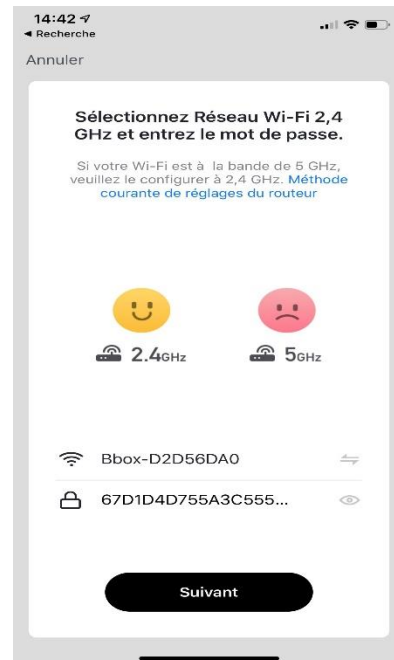 14:42
Recherche
Annuler
Sélectionnez Réseau Wi-Fi 2,4
GHz et entrez le mot de passe.
Si votre Wi-Fi est à la bande de 5 GHz,
veuillez le configurer à 2,4 GHz. Méthode
courante de réglages du routeur
2.4GHz
5GHz
Bbox-D2D56DA0
67D1D4D755A3C555...
Suivant